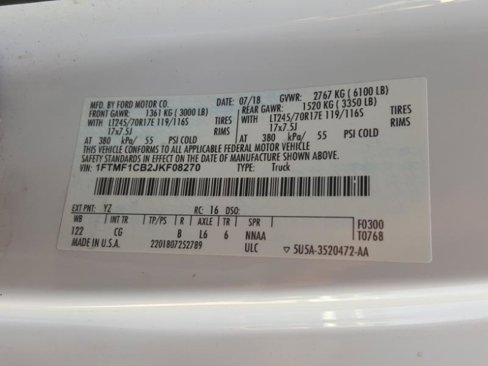 MFD. BY FORD MOTOR CO. DATE: 07/18 GVWR: 2767 KG (6100 LB)
FRONT GAWR: 1361 KG (3000 LB) REAR GAWR: 1520 KG (3350 LB)
WITH LT245/70R17E 119/116S TIRES WITH LT245/70R17E 119/116S TIRES
17x7.5J RIMS 17x7.5J RIMS
AT 380 kPa/ 55 PSI COLD AT 380 kPa/ 55 PSI COLD
THIS VEHICLE CONFORMS TO ALL APPLICABLE FEDERAL MOTOR VEHICLE
SAFETY STANDARDS IN EFFECT ON THE DATE OF MANUFACTURE SHOWN ABOVE.
VIN: 1FTMF1CB2JKF08270 TYPE: Truck
EXT PNT: YZ RC: 16 DSO:
WB INT TR TP/PS R AXLE TR SPR F0300
122 CG B L6 6 NNAA T0768
MADE IN U.S.A. 2201807252789 ULC 5U5A-3520472-AA